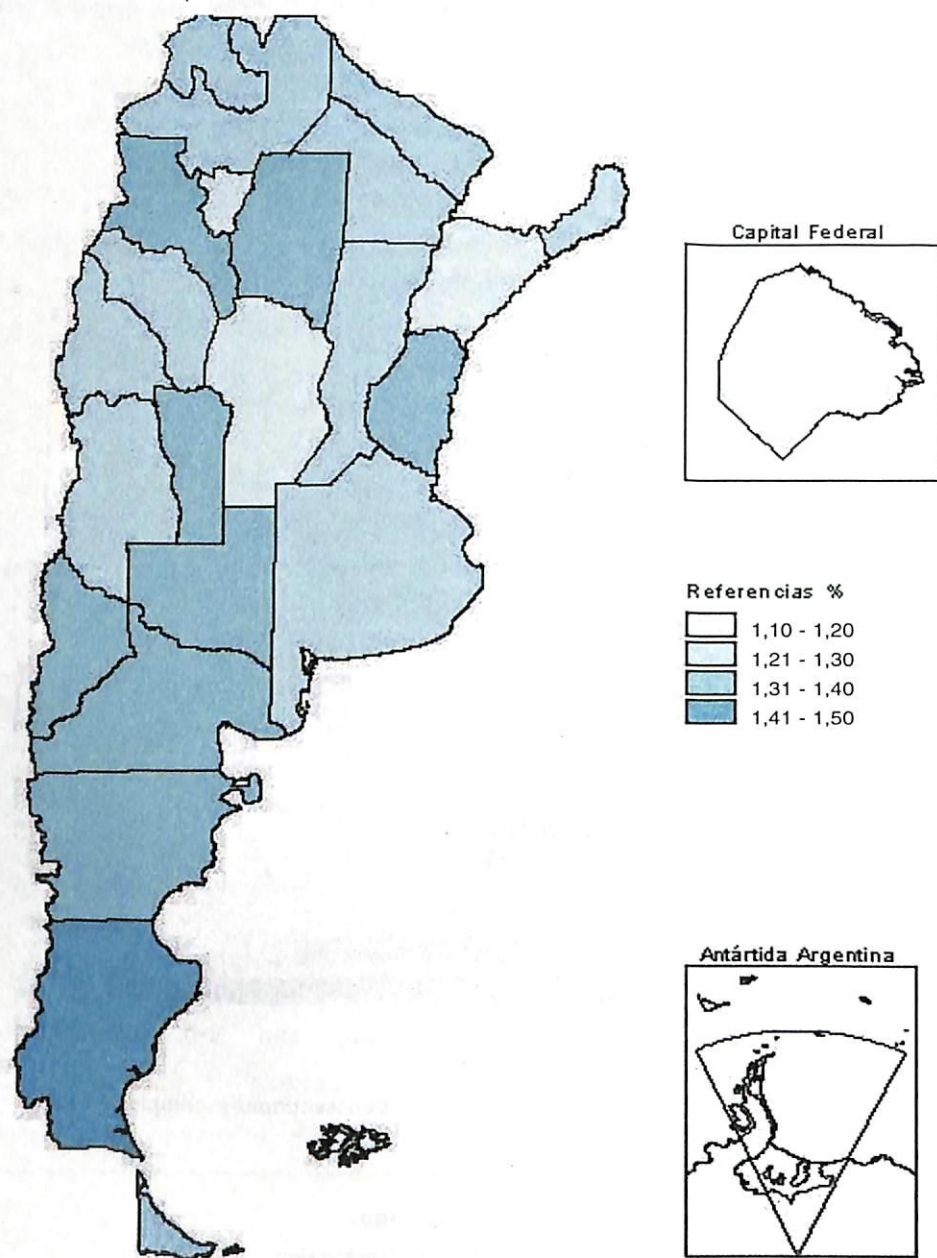 Capital Federal
Referencias %
1,10 - 1,20
1,21 - 1,30
1,31 - 1,40
1,41 - 1,50
Antártida Argentina